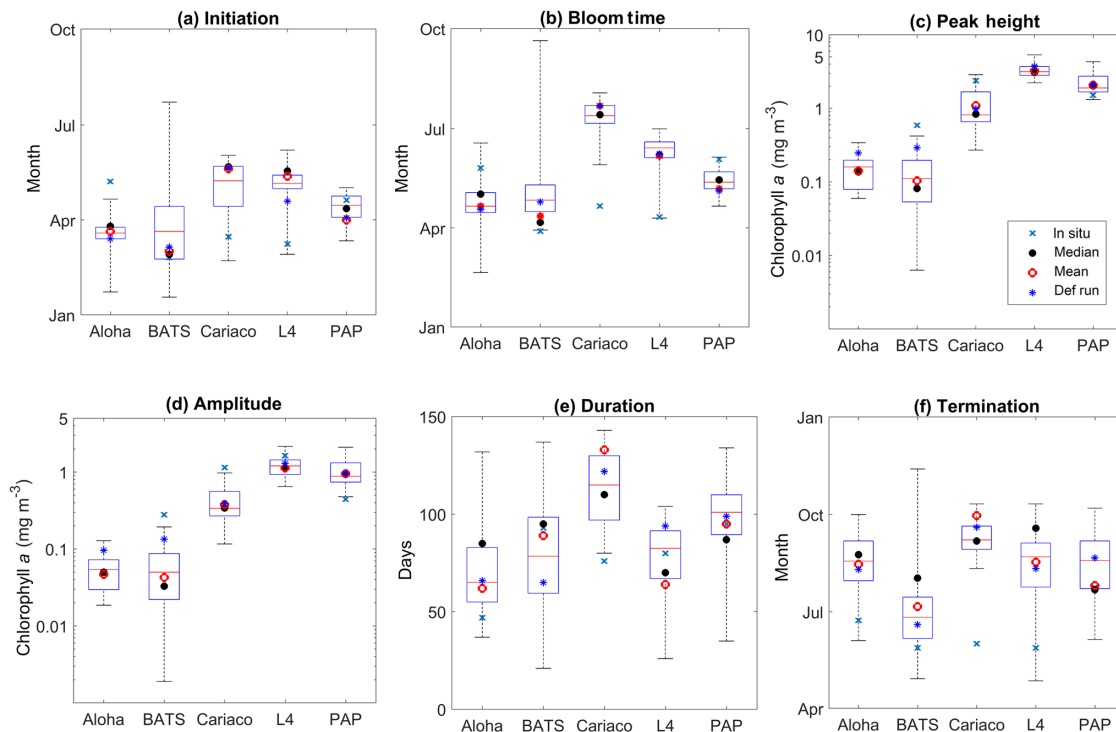 (a) Initiation
Oct
Jul
Apr
Jan
Month
Aloha BATS Cariaco L4 PAP
(b) Bloom time
Oct
Jul
Apr
Jan
Month
Aloha BATS Cariaco L4 PAP
(c) Peak height
10
5
1
0.1
0.01
Chlorophyll a (mg m-3)
In situ
Median
Mean
Def run
Aloha BATS Cariaco L4 PAP
(d) Amplitude
5
1
0.1
0.01
Chlorophyll a (mg m-3)
Aloha BATS Cariaco L4 PAP
(e) Duration
150
100
50
0
Days
Aloha BATS Cariaco L4 PAP
(f) Termination
Jan
Oct
Jul
Apr
Month
Aloha BATS Cariaco L4 PAP